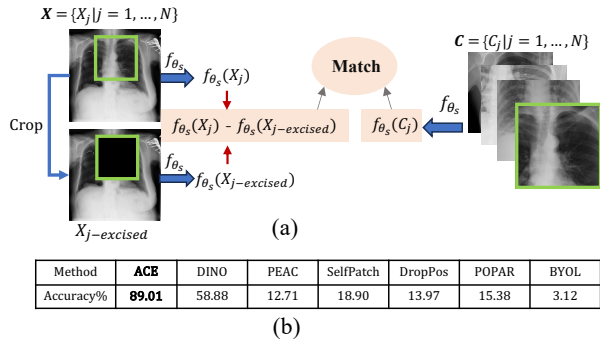 X = {X_j|j = 1, ..., N}
C = {C_j|j = 1, ..., N}
f_θs
f_θs(X_j)
Match
Crop
f_θs(X_j) - f_θs(X_j-excised)
f_θs(C_j)
f_θs
f_θs
f_θs(X_j-excised)
X_j-excised
(a)
Method ACE DINO PEAC SelfPatch DropPos POPAR BYOL
Accuracy% 89.01 58.88 12.71 18.90 13.97 15.38 3.12
(b)